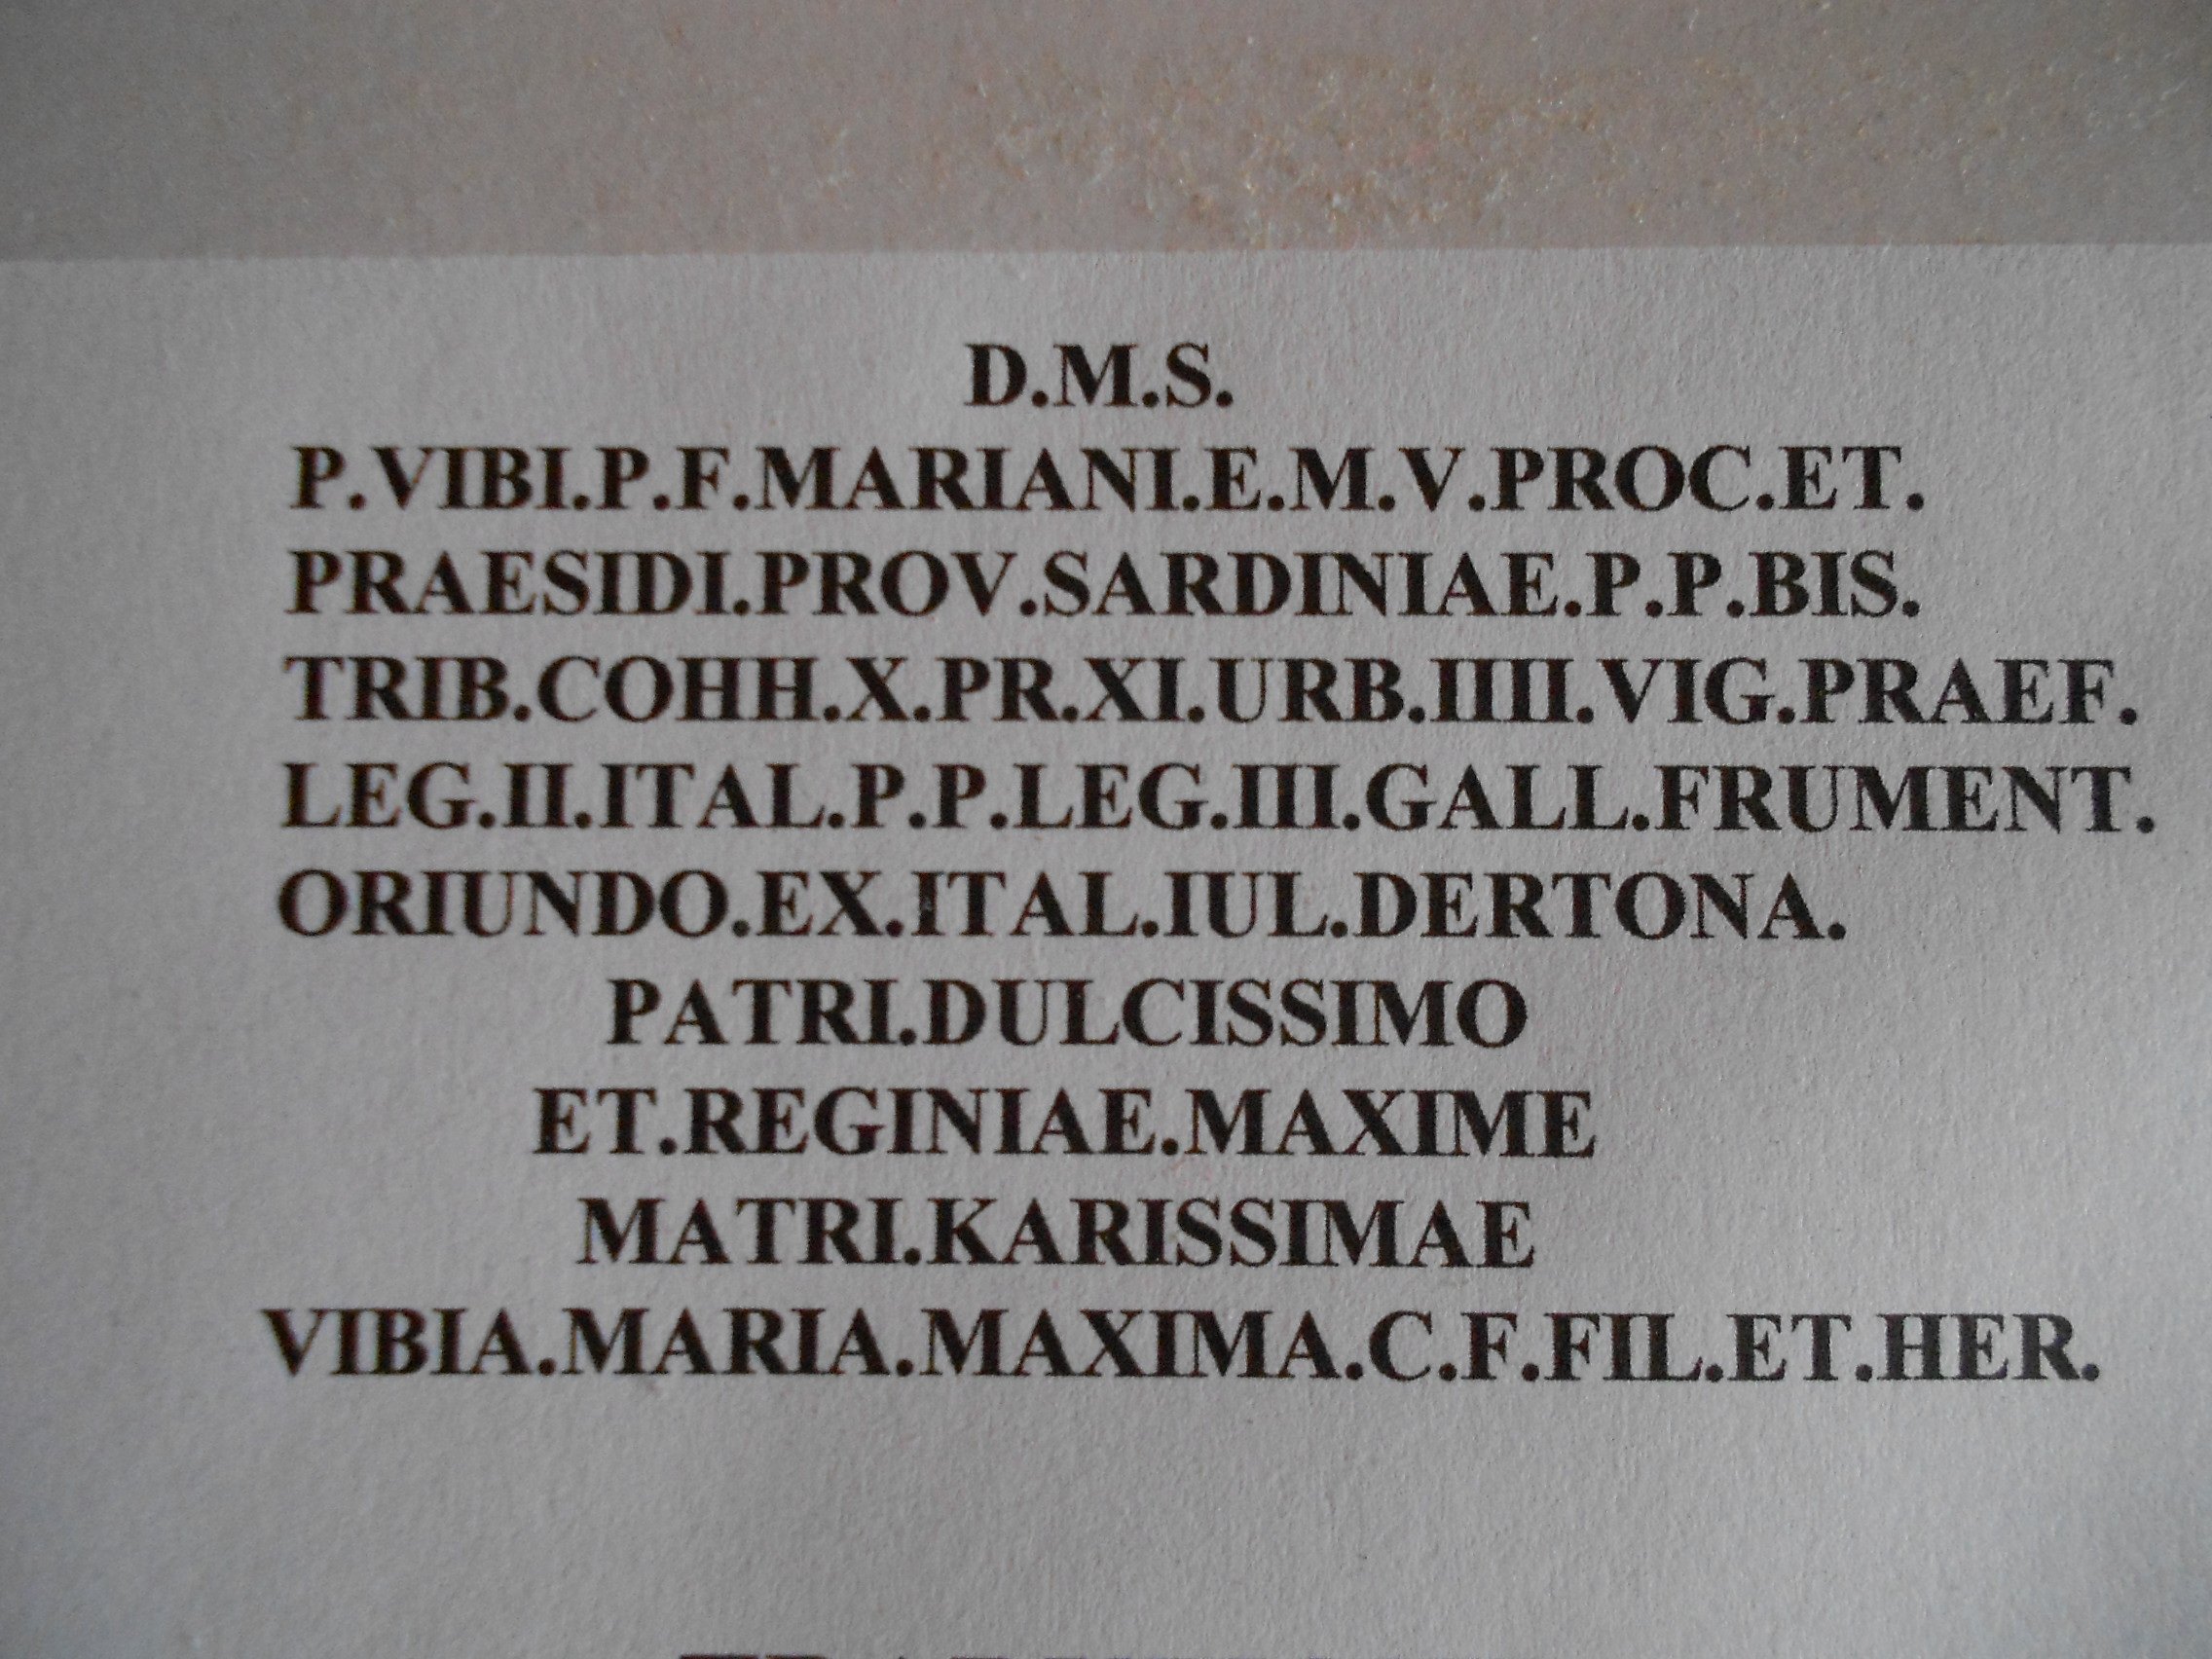 D.M.S.
P.VIBI.P.F.MARIANI.E.M.V.PROC.ET.
PRAESIDI.PROV.SARDINIAE.P.P.BIS.
TRIB.COHH.X.PR.XI.URB.IIII.VIG.PRAEF.
LEG.II.ITAL.P.P.LEG.III.GALL.FRUMENT.
ORIUNDO.EX.ITAL.IUL.DERTONA.
PATRI.DULCISSIMO
ET.REGINIAE.MAXIME
MATRI.KARISSIMAE
VIBIA.MARIA.MAXIMA.C.F.FIL.ET.HER.